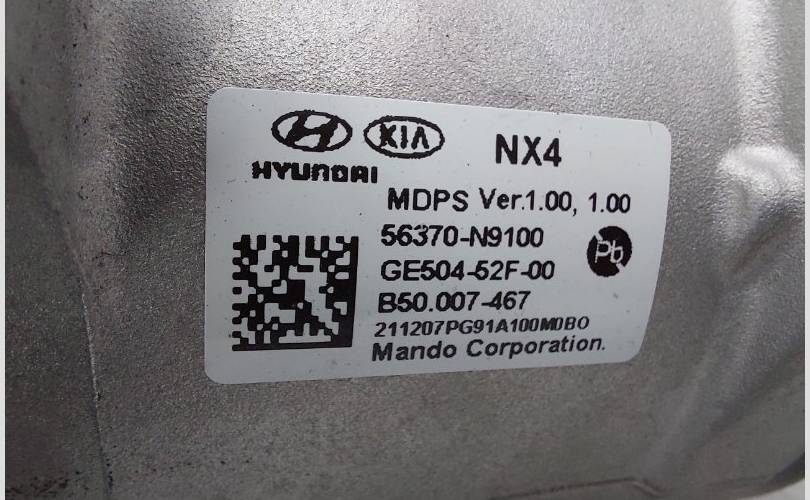 HYUNDAI KIA NX4
MDPS Ver.1.00, 1.00
56370-N9100
Pb
GE504-52F-00
B50.007-467
211207PG91A100M0BO
Mando Corporation.